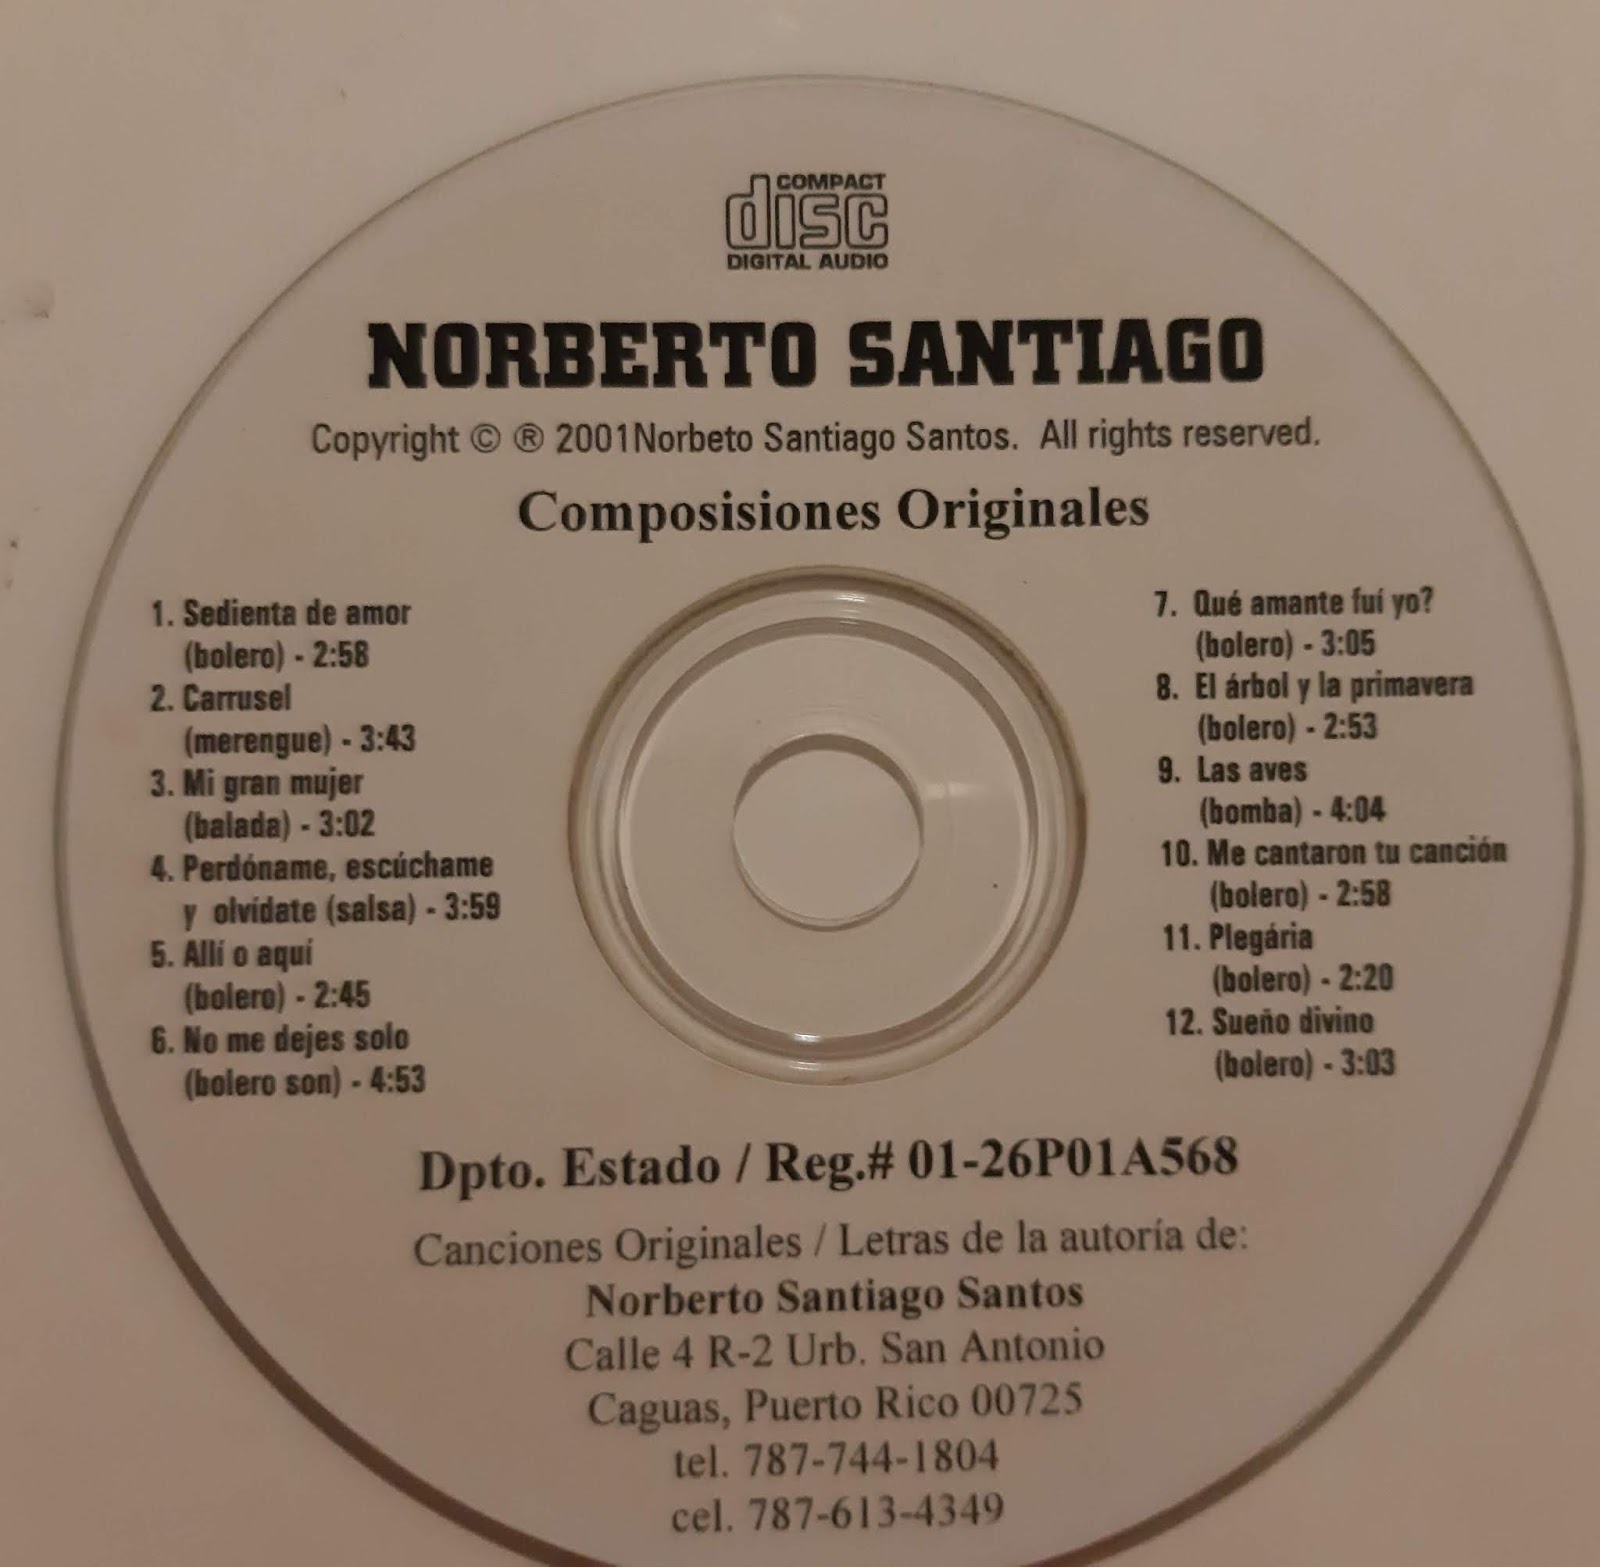 COMPACT
disc
DIGITAL AUDIO
NORBERTO SANTIAGO
Copyright © ® 2001Norbeto Santiago Santos. All rights reserved.
Composisiones Originales
1. Sedienta de amor
(bolero) - 2:58
2. Carrusel
(merengue) - 3:43
3. Mi gran mujer
(balada) - 3:02
4. Perdóname, escúchame
y olvídate (salsa) - 3:59
5. Allí o aquí
(bolero) - 2:45
6. No me dejes solo
(bolero son) - 4:53
7. Qué amante fuí yo?
(bolero) - 3:05
8. El árbol y la primavera
(bolero) - 2:53
9. Las aves
(bomba) - 4:04
10. Me cantaron tu canción
(bolero) - 2:58
11. Plegária
(bolero) - 2:20
12. Sueño divino
(bolero) - 3:03
Dpto. Estado / Reg.# 01-26P01A568
Canciones Originales / Letras de la autoría de:
Norberto Santiago Santos
Calle 4 R-2 Urb. San Antonio
Caguas, Puerto Rico 00725
tel. 787-744-1804
cel. 787-613-4349